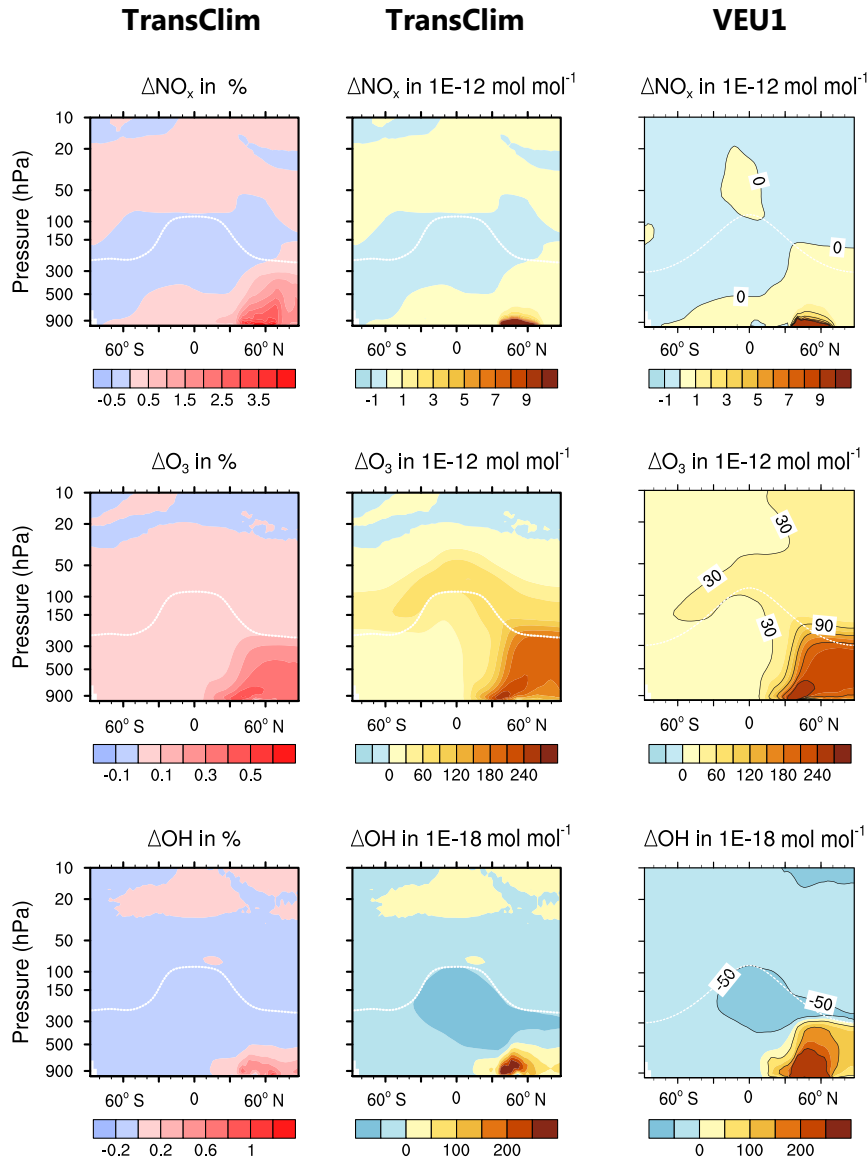 TransClim TransClim VEU1
ΔNOₓ in % ΔNOₓ in 1E-12 mol mol⁻¹ ΔNOₓ in 1E-12 mol mol⁻¹
10
20
50
100
150
300
500
900
Pressure (hPa)
0
0
0
60° S 0 60° N 60° S 0 60° N 60° S 0 60° N
-0.5 0.5 1.5 2.5 3.5 -1 1 3 5 7 9 -1 1 3 5 7 9
ΔO₃ in % ΔO₃ in 1E-12 mol mol⁻¹ ΔO₃ in 1E-12 mol mol⁻¹
10
20
50
100
150
300
500
900
Pressure (hPa)
30
30
30
90
60° S 0 60° N 60° S 0 60° N 60° S 0 60° N
-0.1 0.1 0.3 0.5 0 60 120 180 240 0 60 120 180 240
ΔOH in % ΔOH in 1E-18 mol mol⁻¹ ΔOH in 1E-18 mol mol⁻¹
10
20
50
100
150
300
500
900
Pressure (hPa)
-50
-50
60° S 0 60° N 60° S 0 60° N 60° S 0 60° N
-0.2 0.2 0.6 1 0 100 200 0 100 200